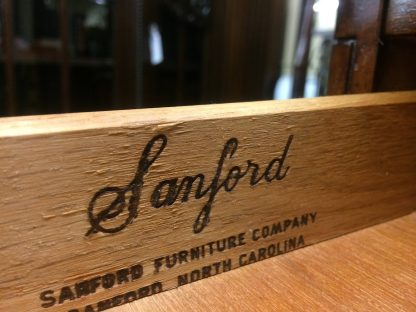 Sanford
SANFORD FURNITURE COMPANY
SANFORD, NORTH CAROLINA